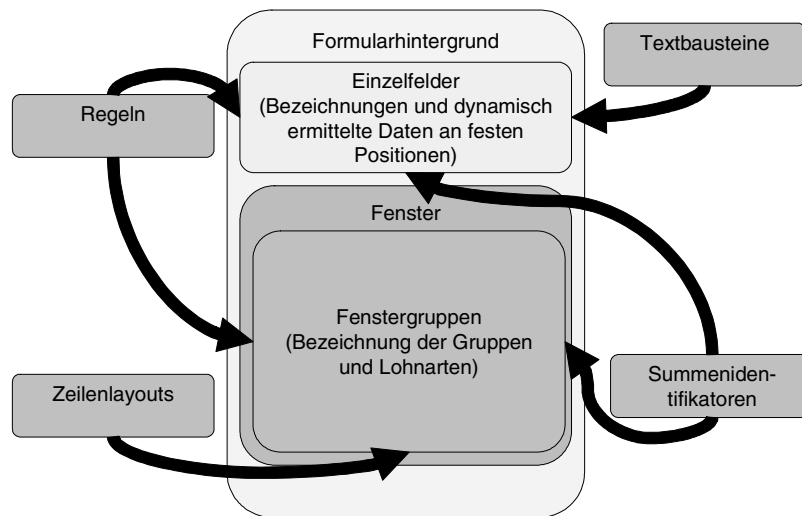 Formularhintergrund
Textbausteine
Einzelfelder
(Bezeichnungen und dynamisch
ermittelte Daten an festen
Positionen)
Regeln
Fenster
Fenstergruppen
(Bezeichnung der Gruppen
und Lohnarten)
Zeilenlayouts
Summeniden-
tifikatoren